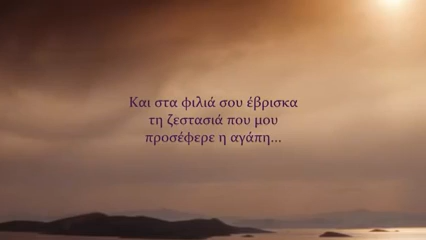 Και στα φιλιά σου έβρισκα
τη ζεστασιά που μου
προσέφερε η αγάπη...